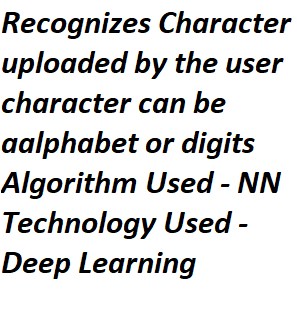 Recognizes Character
uploaded by the user
character can be
aalphabet or digits
Algorithm Used - NN
Technology Used -
Deep Learning